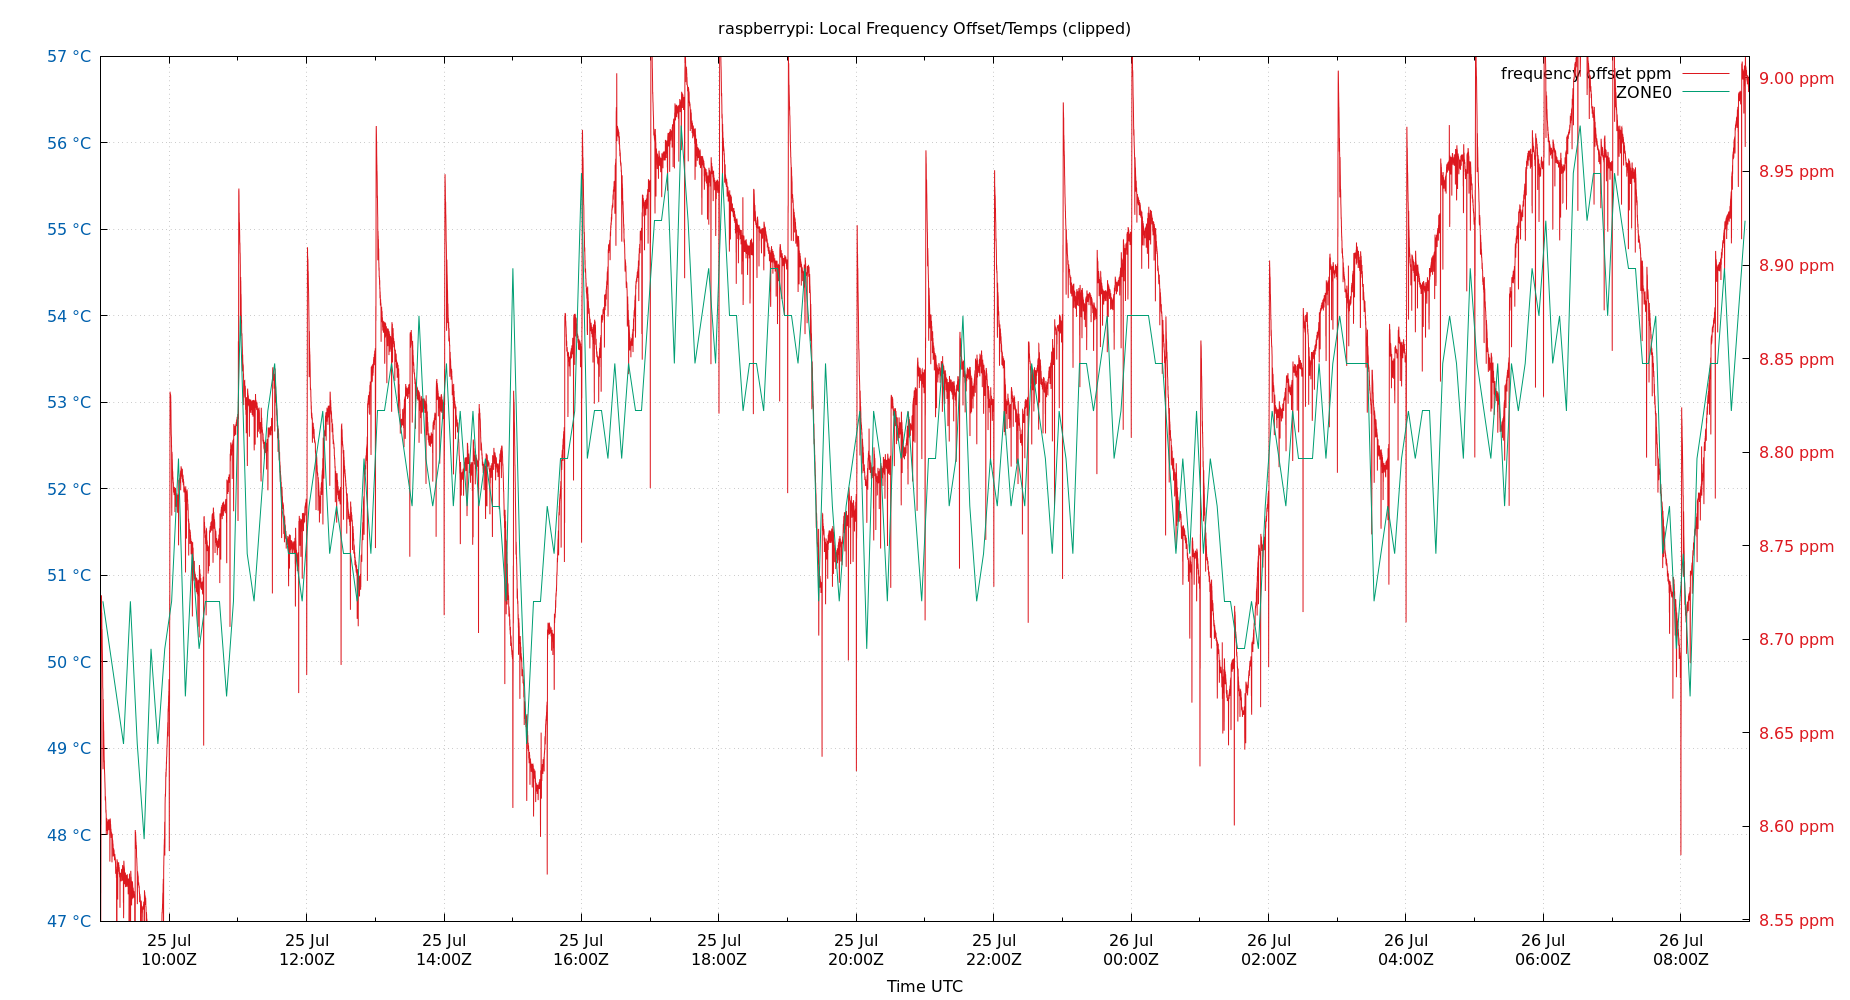 raspberrypi: Local Frequency Offset/Temps (clipped)
57 °C
56 °C
55 °C
54 °C
53 °C
52 °C
51 °C
50 °C
49 °C
48 °C
47 °C
frequency offset ppm
ZONE0
9.00 ppm
8.95 ppm
8.90 ppm
8.85 ppm
8.80 ppm
8.75 ppm
8.70 ppm
8.65 ppm
8.60 ppm
8.55 ppm
25 Jul
10:00Z
25 Jul
12:00Z
25 Jul
14:00Z
25 Jul
16:00Z
25 Jul
18:00Z
25 Jul
20:00Z
25 Jul
22:00Z
26 Jul
00:00Z
26 Jul
02:00Z
26 Jul
04:00Z
26 Jul
06:00Z
26 Jul
08:00Z
Time UTC